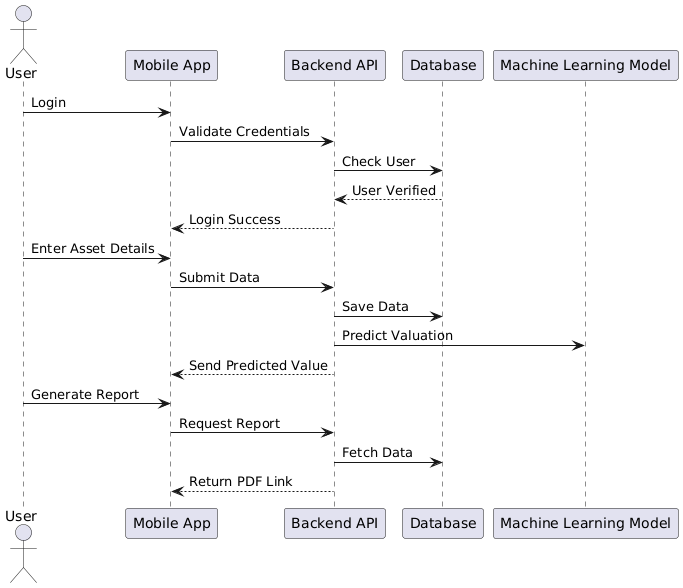 User
Mobile App
Backend API
Database
Machine Learning Model
Login
Validate Credentials
Check User
User Verified
Login Success
Enter Asset Details
Submit Data
Save Data
Predict Valuation
Send Predicted Value
Generate Report
Request Report
Fetch Data
Return PDF Link
User
Mobile App
Backend API
Database
Machine Learning Model